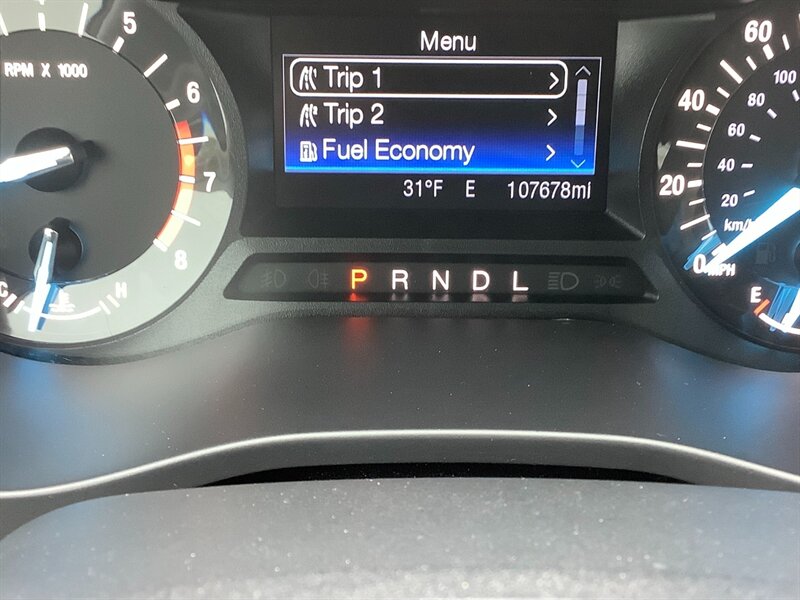 Menu
Trip 1
Trip 2
Fuel Economy
31°F E 107678mi
RPM X 1000
5
6
7
8
C H
60
40
20
0
MPH
100
80
60
40
20
km/h
E
P R N D L